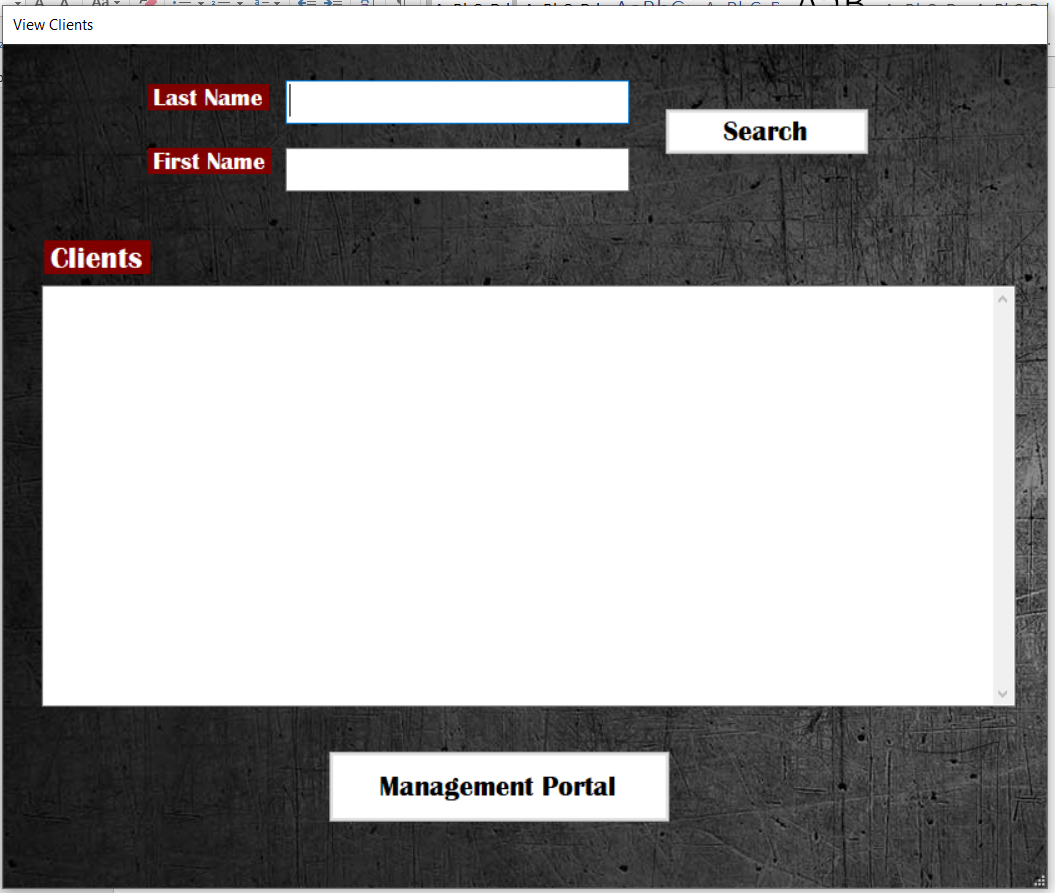 View Clients
Last Name
Search
First Name
Clients
Management Portal